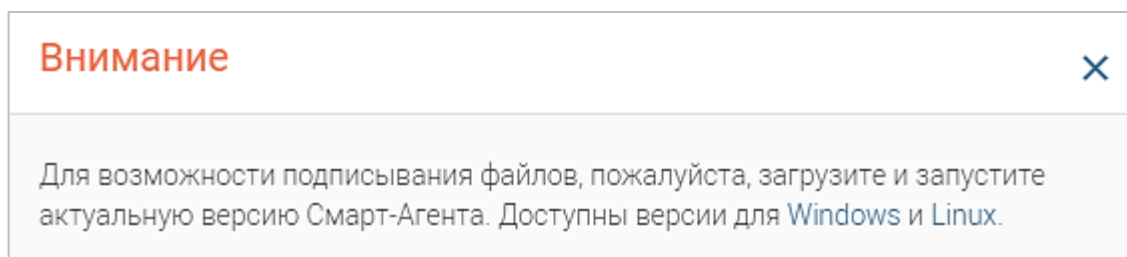 Внимание
Для возможности подписывания файлов, пожалуйста, загрузите и запустите
актуальную версию Смарт-Агента. Доступны версии для Windows и Linux.